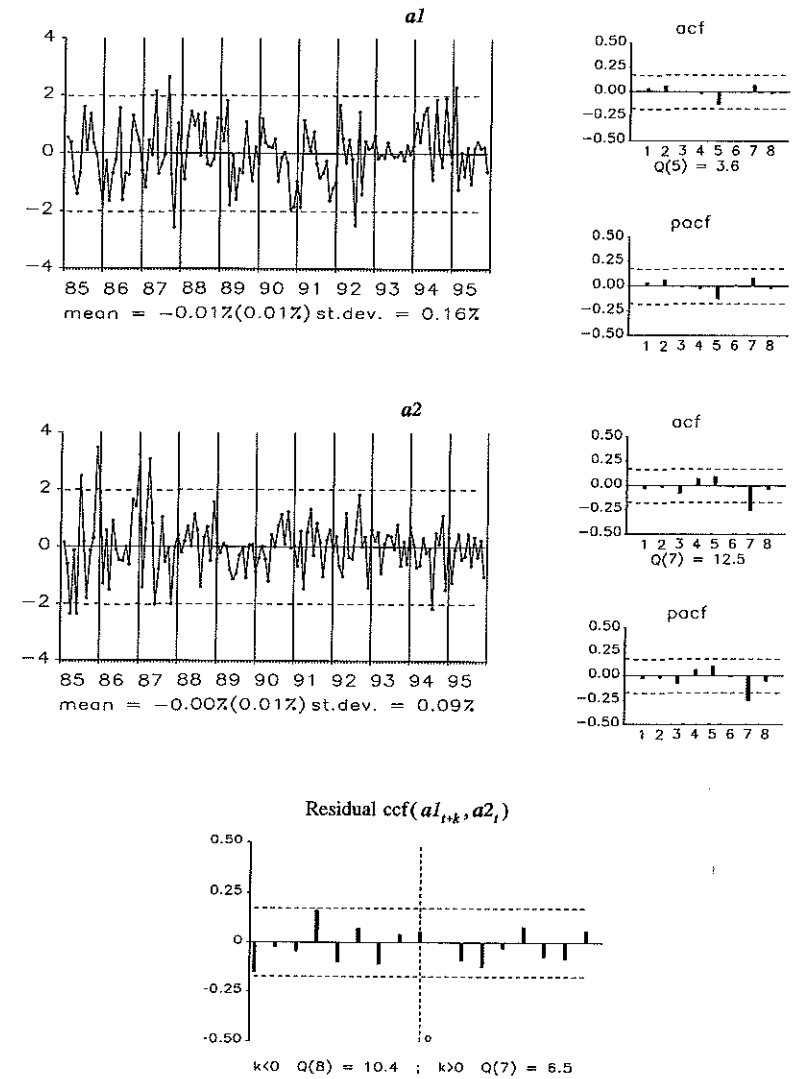 a1
4
2
0
−2
−4
85 86 87 88 89 90 91 92 93 94 95
mean = −0.01%(0.01%) st.dev. = 0.16%
acf
0.50
0.25
0.00
−0.25
−0.50
1 2 3 4 5 6 7 8
Q(5) = 3.6
pacf
0.50
0.25
0.00
−0.25
−0.50
1 2 3 4 5 6 7 8
a2
4
2
0
−2
−4
85 86 87 88 89 90 91 92 93 94 95
mean = −0.00%(0.01%) st.dev. = 0.09%
acf
0.50
0.25
0.00
−0.25
−0.50
1 2 3 4 5 6 7 8
Q(7) = 12.5
pacf
0.50
0.25
0.00
−0.25
−0.50
1 2 3 4 5 6 7 8
Residual ccf(a1t+k, a2t)
0.50
0.25
0
-0.25
-0.50
0
k<0 Q(8) = 10.4 ; k>0 Q(7) = 6.5